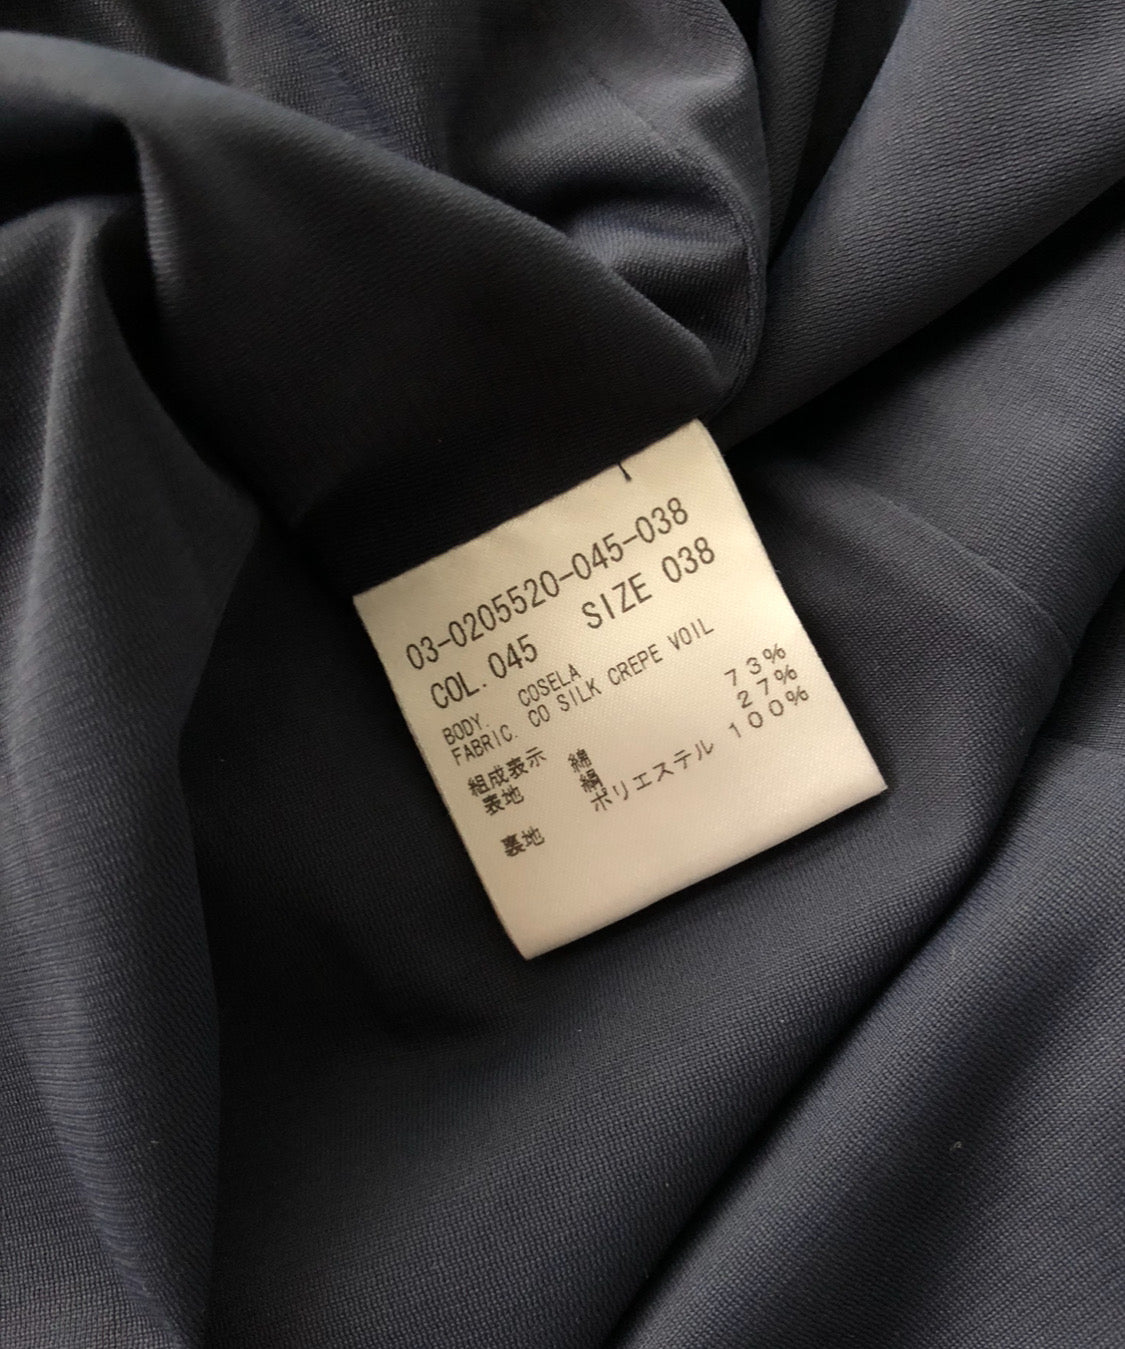 03-0205520-045-038
COL.045 SIZE 038
BODY. COSELA
FABRIC. CO SILK CREPE VOIL
組成表示
表地 綿 73%
絹 27%
裏地 ポリエステル 100%